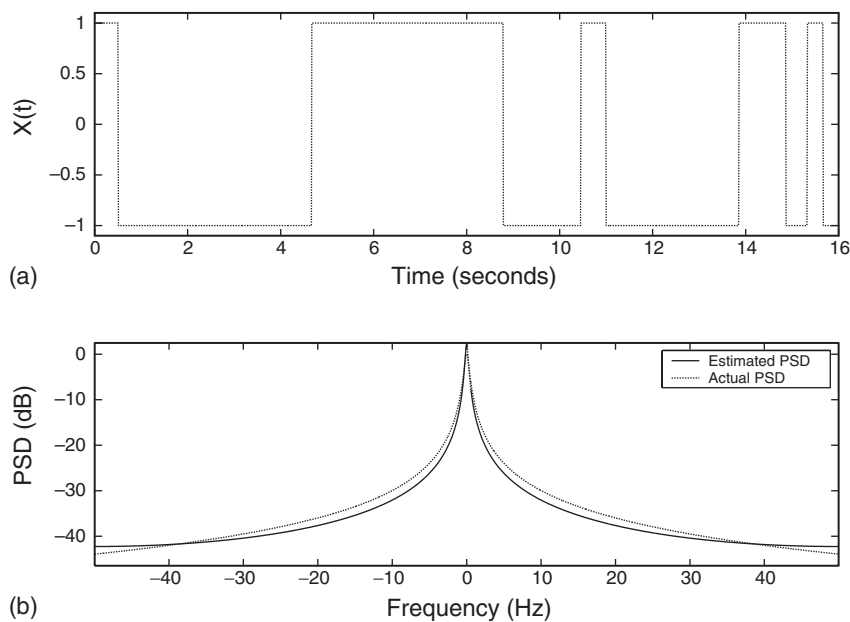 1
0.5
0
−0.5
−1
X(t)
0 2 4 6 8 10 12 14 16
(a)
Time (seconds)
0
−10
−20
−30
−40
PSD (dB)
Estimated PSD
Actual PSD
−40 −30 −20 −10 0 10 20 30 40
(b)
Frequency (Hz)